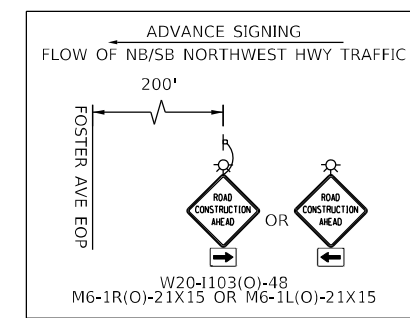 ADVANCE SIGNING
FLOW OF NB/SB NORTHWEST HWY TRAFFIC
200'
FOSTER AVE EOP
ROAD
CONSTRUCTION
AHEAD
OR
ROAD
CONSTRUCTION
AHEAD
W20-I103(O)-48
M6-1R(O)-21X15 OR M6-1L(O)-21X15